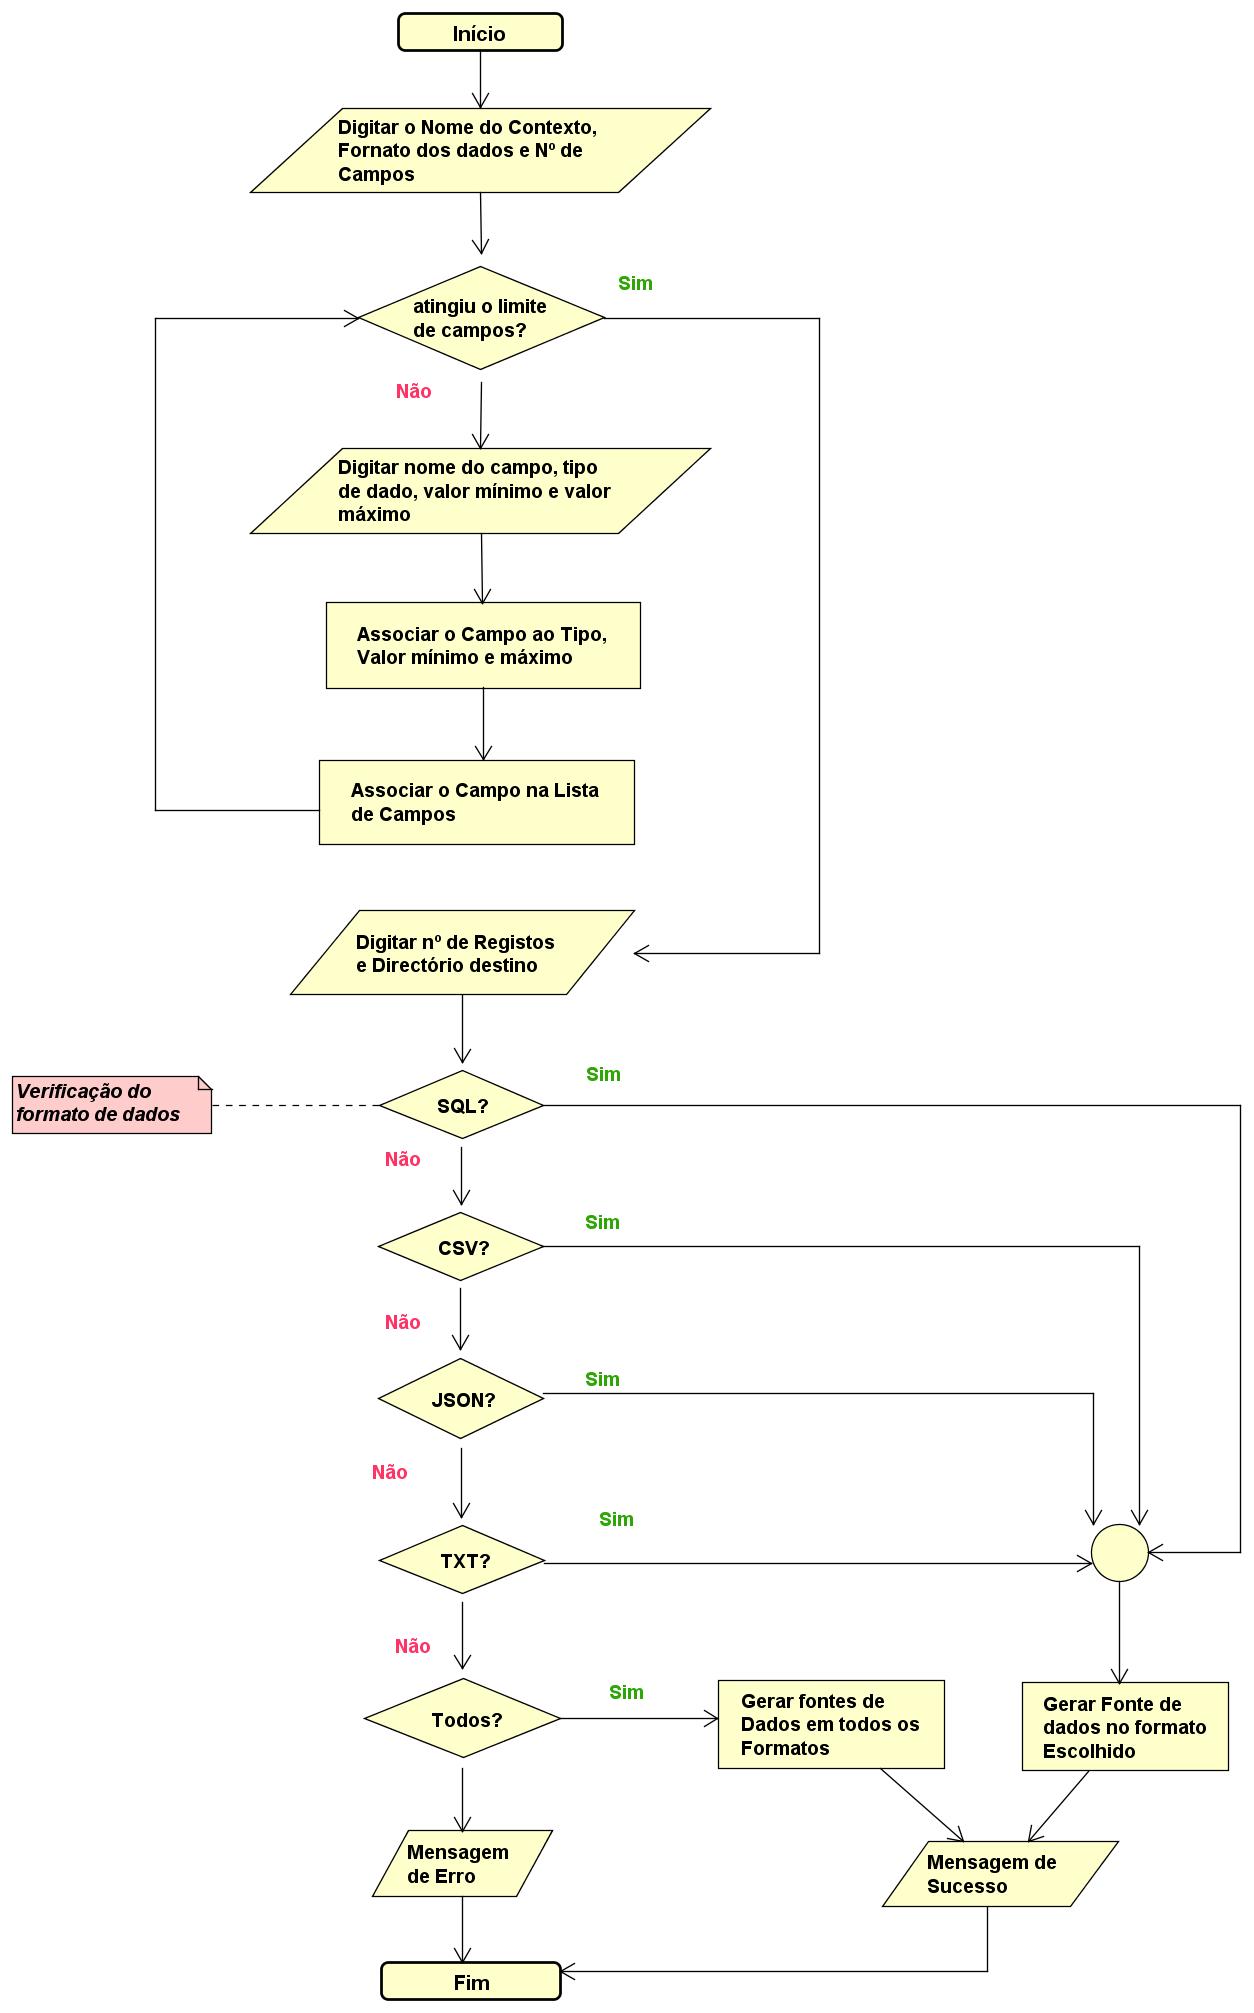 Início
Digitar o Nome do Contexto,
Fornato dos dados e Nº de
Campos
Sim
atingiu o limite
de campos?
Não
Digitar nome do campo, tipo
de dado, valor mínimo e valor
máximo
Associar o Campo ao Tipo,
Valor mínimo e máximo
Associar o Campo na Lista
de Campos
Digitar nº de Registos
e Directório destino
Verificação do
formato de dados
SQL?
Sim
Não
CSV?
Sim
Não
JSON?
Sim
Não
TXT?
Sim
Não
Todos?
Sim
Gerar fontes de
Dados em todos os
Formatos
Gerar Fonte de
dados no formato
Escolhido
Mensagem
de Erro
Mensagem de
Sucesso
Fim